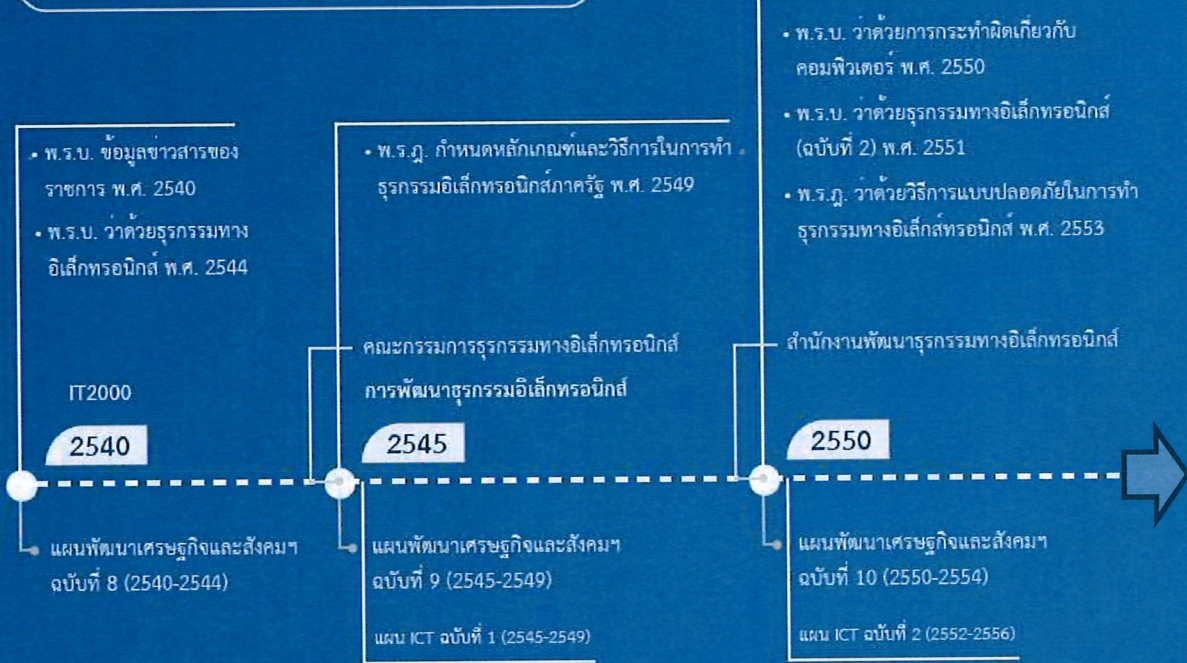 • พ.ร.บ. ข้อมูลข่าวสารของ
ราชการ พ.ศ. 2540
• พ.ร.บ. ว่าด้วยธุรกรรมทาง
อิเล็กทรอนิกส์ พ.ศ. 2544
IT2000
2540
แผนพัฒนาเศรษฐกิจและสังคมฯ
ฉบับที่ 8 (2540-2544)
• พ.ร.ฎ. กำหนดหลักเกณฑ์และวิธีการในการทำ
ธุรกรรมอิเล็กทรอนิกส์ภาครัฐ พ.ศ. 2549
คณะกรรมการธุรกรรมทางอิเล็กทรอนิกส์
การพัฒนาธุรกรรมอิเล็กทรอนิกส์
2545
แผนพัฒนาเศรษฐกิจและสังคมฯ
ฉบับที่ 9 (2545-2549)
แผน ICT ฉบับที่ 1 (2545-2549)
• พ.ร.บ. ว่าด้วยการกระทำผิดเกี่ยวกับ
คอมพิวเตอร์ พ.ศ. 2550
• พ.ร.บ. ว่าด้วยธุรกรรมทางอิเล็กทรอนิกส์
(ฉบับที่ 2) พ.ศ. 2551
• พ.ร.ฎ. ว่าด้วยวิธีการแบบปลอดภัยในการทำ
ธุรกรรมทางอิเล็กส์ทรอนิกส์ พ.ศ. 2553
สำนักงานพัฒนาธุรกรรมทางอิเล็กทรอนิกส์
2550
แผนพัฒนาเศรษฐกิจและสังคมฯ
ฉบับที่ 10 (2550-2554)
แผน ICT ฉบับที่ 2 (2552-2556)